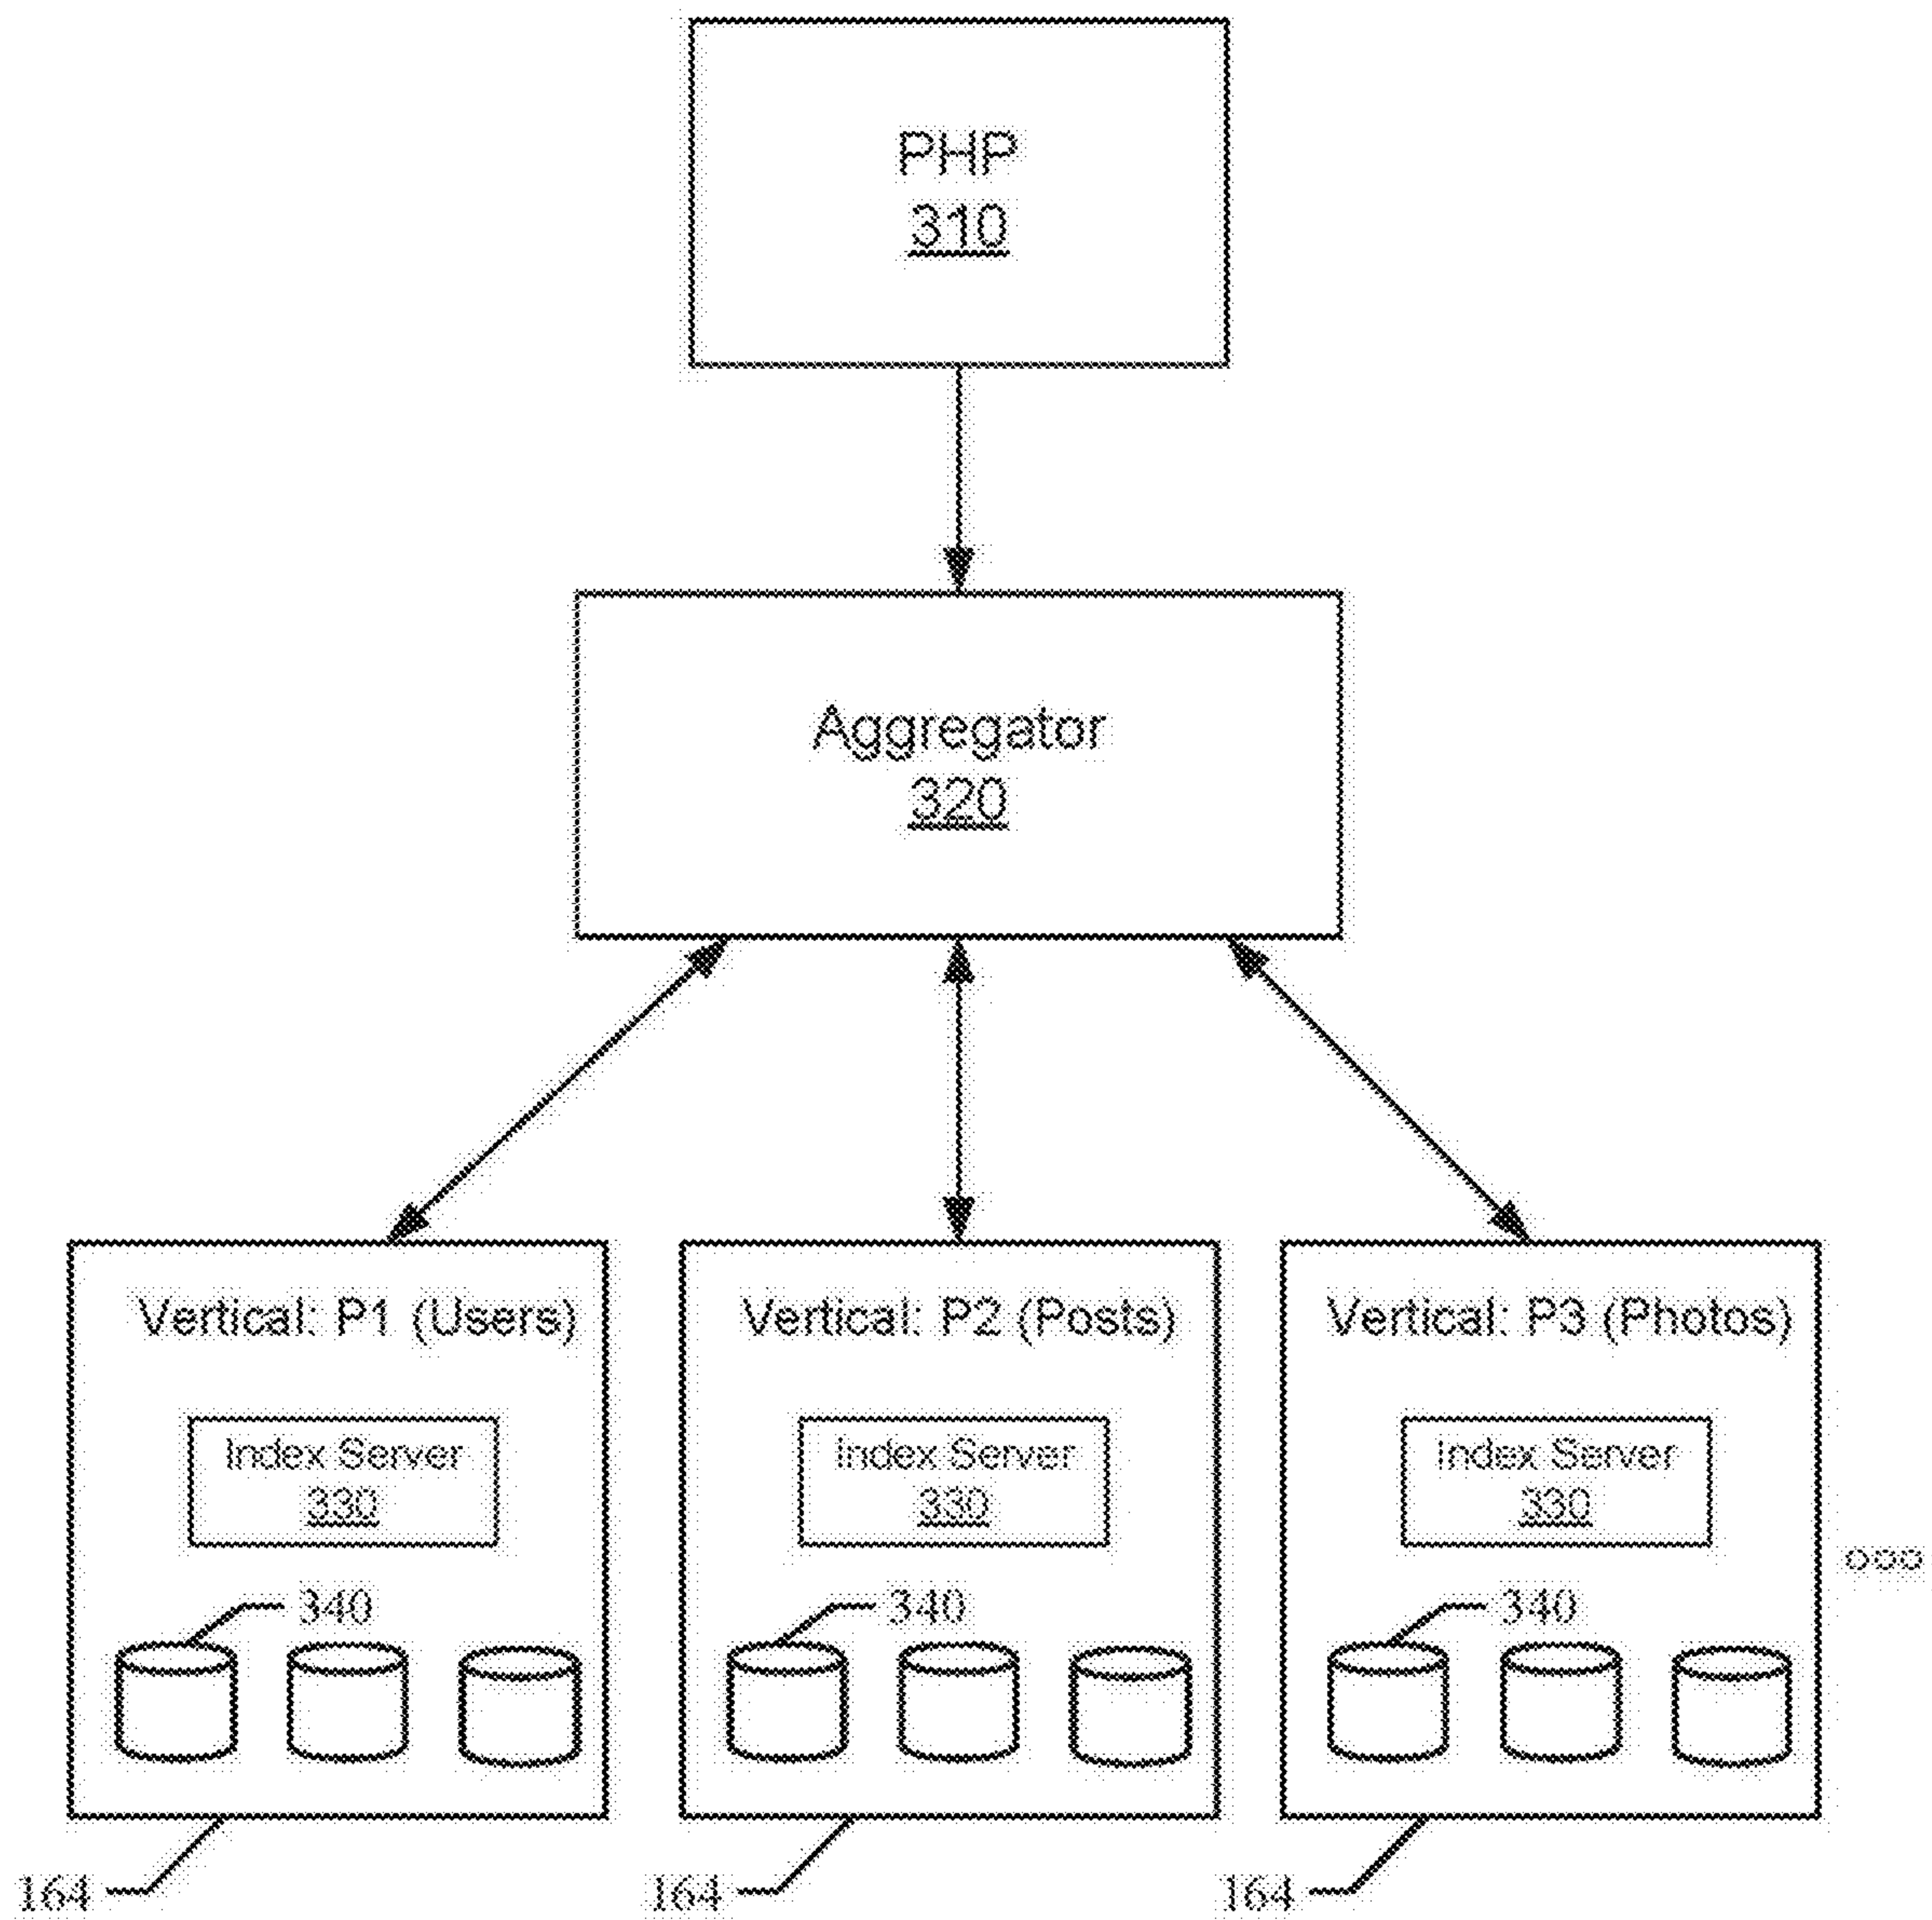 PHP
310
Aggregator
320
Vertical: P1 (Users)
Vertical: P2 (Posts)
Vertical: P3 (Photos)
Index Server
330
Index Server
330
Index Server
330
340
340
340
164
164
164